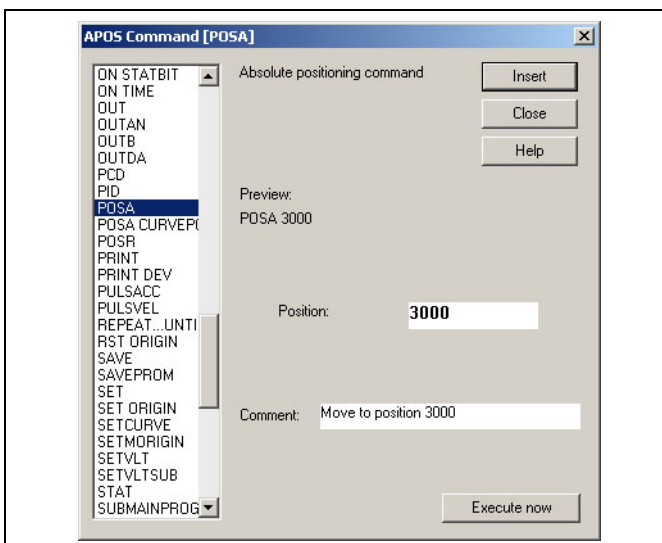 APOS Command [POSA]
ON STATBIT
ON TIME
OUT
OUTAN
OUTB
OUTDA
PCD
PID
POSA
POSA CURVEP(
POSR
PRINT
PRINT DEV
PULSACC
PULSVEL
REPEAT...UNTI
RST ORIGIN
SAVE
SAVEPROM
SET
SET ORIGIN
SETCURVE
SETMORIGIN
SETVLT
SETVLTSUB
STAT
SUBMAINPROG
Absolute positioning command
Insert
Close
Help
Preview:
POSA 3000
Position: 3000
Comment: Move to position 3000
Execute now